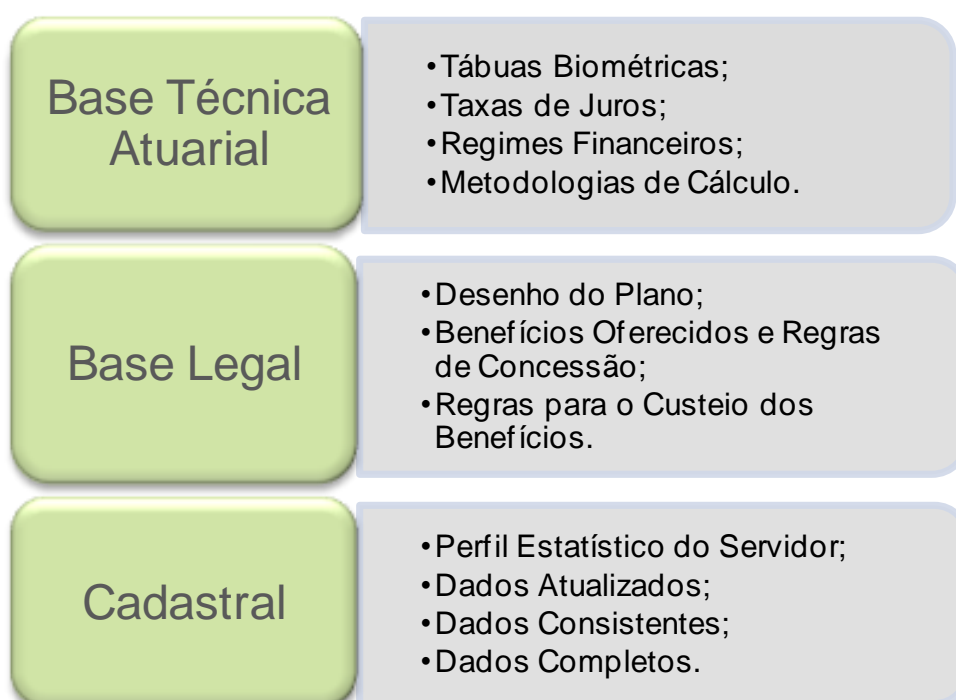 Base Técnica
Atuarial
•Tábuas Biométricas;
•Taxas de Juros;
•Regimes Financeiros;
•Metodologias de Cálculo.
Base Legal
•Desenho do Plano;
•Benefícios Oferecidos e Regras
de Concessão;
•Regras para o Custeio dos
Benefícios.
Cadastral
•Perfil Estatístico do Servidor;
•Dados Atualizados;
•Dados Consistentes;
•Dados Completos.